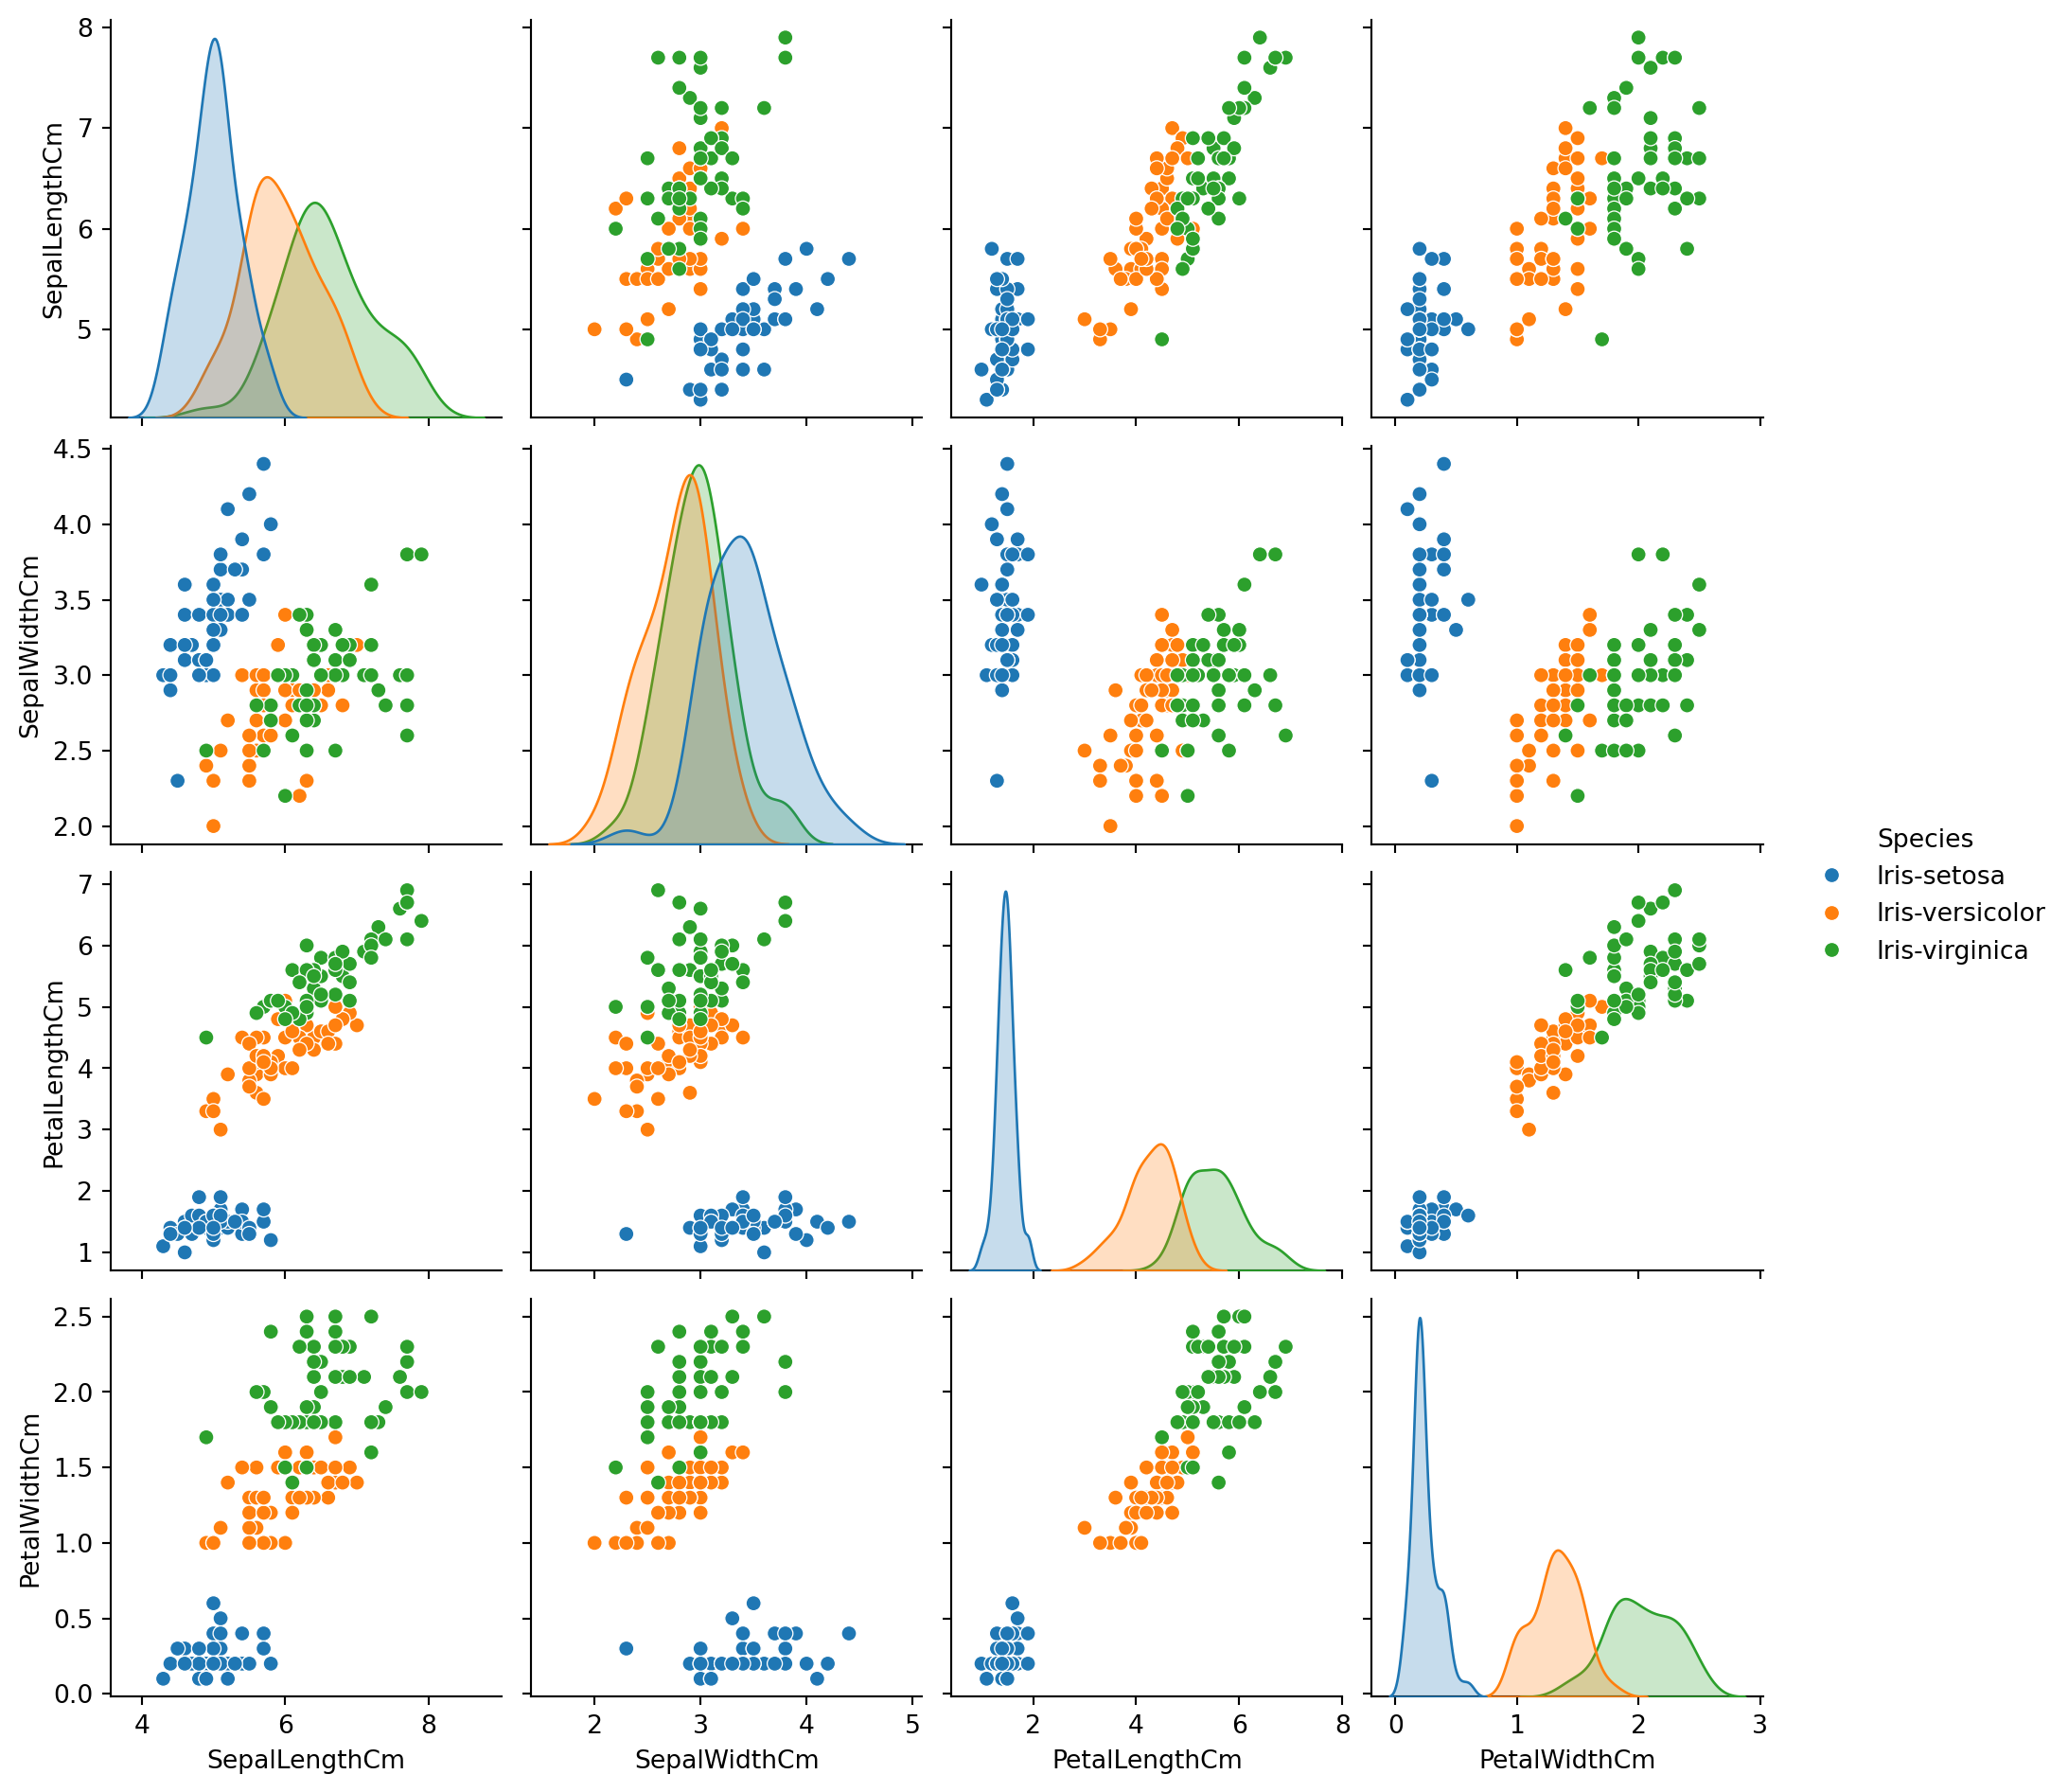 8
7
6
5
SepalLengthCm
4.5
4.0
3.5
3.0
2.5
2.0
SepalWidthCm
7
6
5
4
3
2
1
PetalLengthCm
2.5
2.0
1.5
1.0
0.5
0.0
PetalWidthCm
4 6 8
SepalLengthCm
2 3 4 5
SepalWidthCm
2 4 6 8
PetalLengthCm
0 1 2 3
PetalWidthCm
Species
Iris-setosa
Iris-versicolor
Iris-virginica